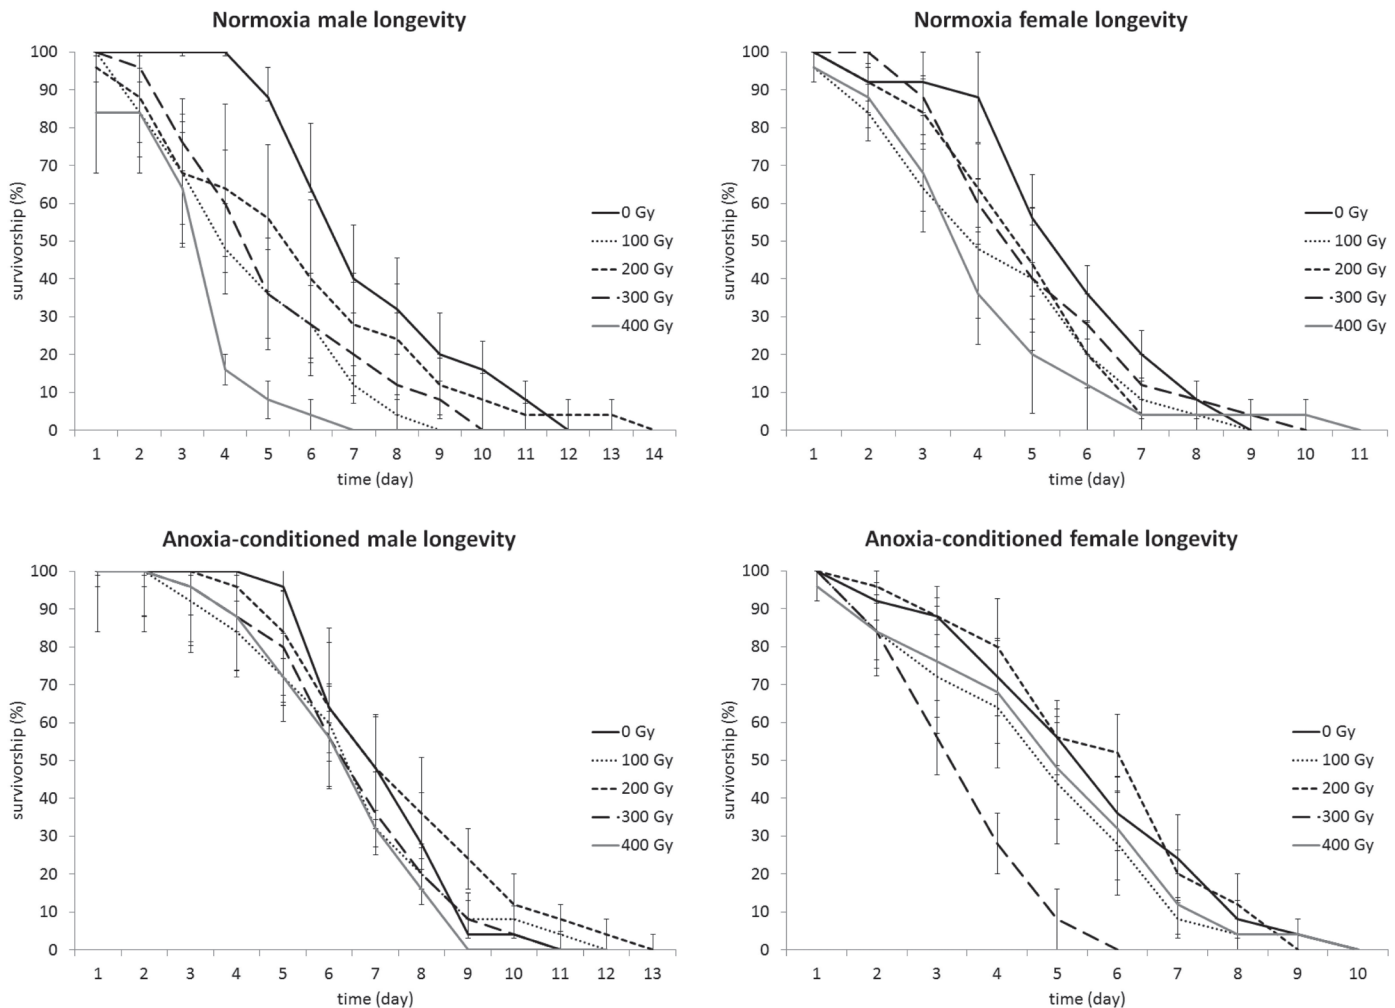 Normoxia male longevity
100
90
80
70
60
50
40
30
20
10
0
survivorship (%)
1 2 3 4 5 6 7 8 9 10 11 12 13 14
time (day)
0 Gy
100 Gy
200 Gy
300 Gy
400 Gy
Normoxia female longevity
100
90
80
70
60
50
40
30
20
10
0
survivorship (%)
1 2 3 4 5 6 7 8 9 10 11
time (day)
0 Gy
100 Gy
200 Gy
300 Gy
400 Gy
Anoxia-conditioned male longevity
100
90
80
70
60
50
40
30
20
10
0
survivorship (%)
1 2 3 4 5 6 7 8 9 10 11 12 13
time (day)
0 Gy
100 Gy
200 Gy
300 Gy
400 Gy
Anoxia-conditioned female longevity
100
90
80
70
60
50
40
30
20
10
0
survivorship (%)
1 2 3 4 5 6 7 8 9 10
time (day)
0 Gy
100 Gy
200 Gy
300 Gy
400 Gy